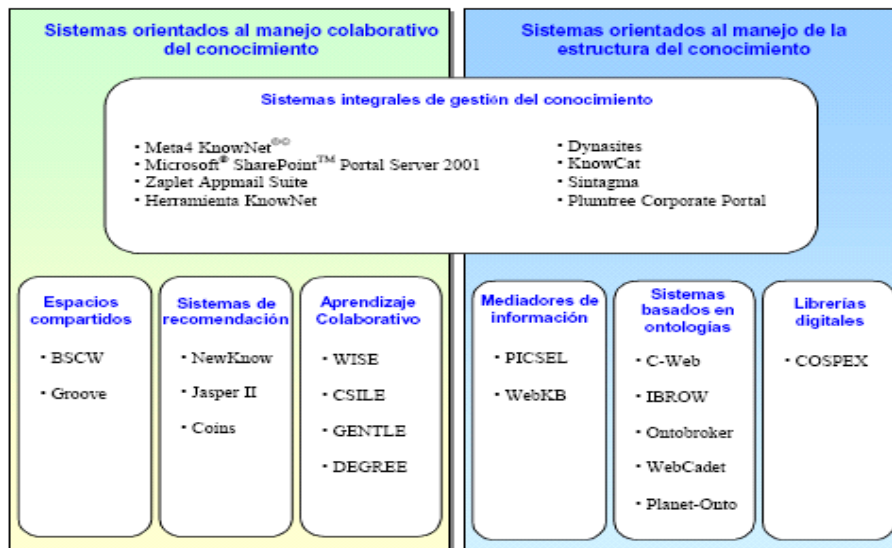 Sistemas orientados al manejo colaborativo
del conocimiento
Sistemas orientados al manejo de la
estructura del conocimiento
Sistemas integrales de gestión del conocimiento
• Meta4 KnowNet®©
• Microsoft® SharePoint™ Portal Server 2001
• Zaplet Appmail Suite
• Herramienta KnowNet
• Dynasites
• KnowCat
• Sintagma
• Plumtree Corporate Portal
Espacios
compartidos
• BSCW
• Groove
Sistemas de
recomendación
• NewKnow
• Jasper II
• Coins
Aprendizaje
Colaborativo
• WISE
• CSILE
• GENTLE
• DEGREE
Mediadores de
información
• PICSEL
• WebKB
Sistemas
basados en
ontologías
• C-Web
• IBROW
• Ontobroker
• WebCadet
• Planet-Onto
Librerías
digitales
• COSPEX